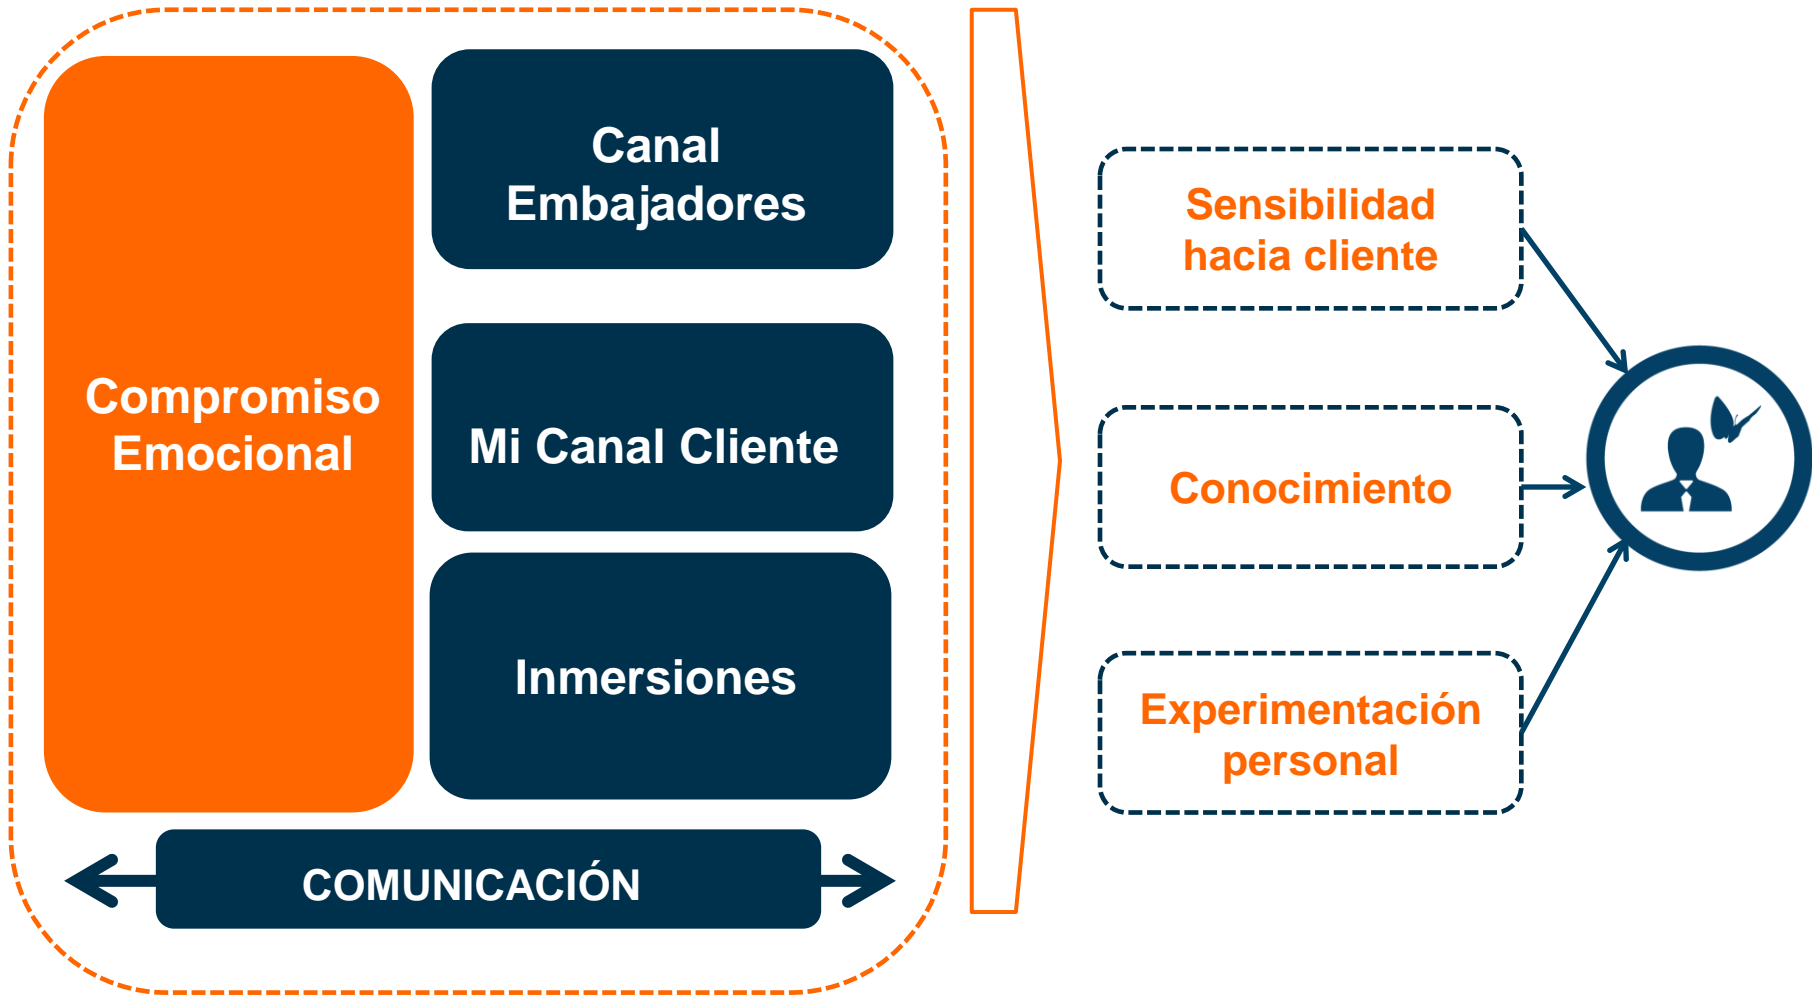 Compromiso
Emocional
Canal
Embajadores
Mi Canal Cliente
Inmersiones
COMUNICACIÓN
Sensibilidad
hacia cliente
Conocimiento
Experimentación
personal